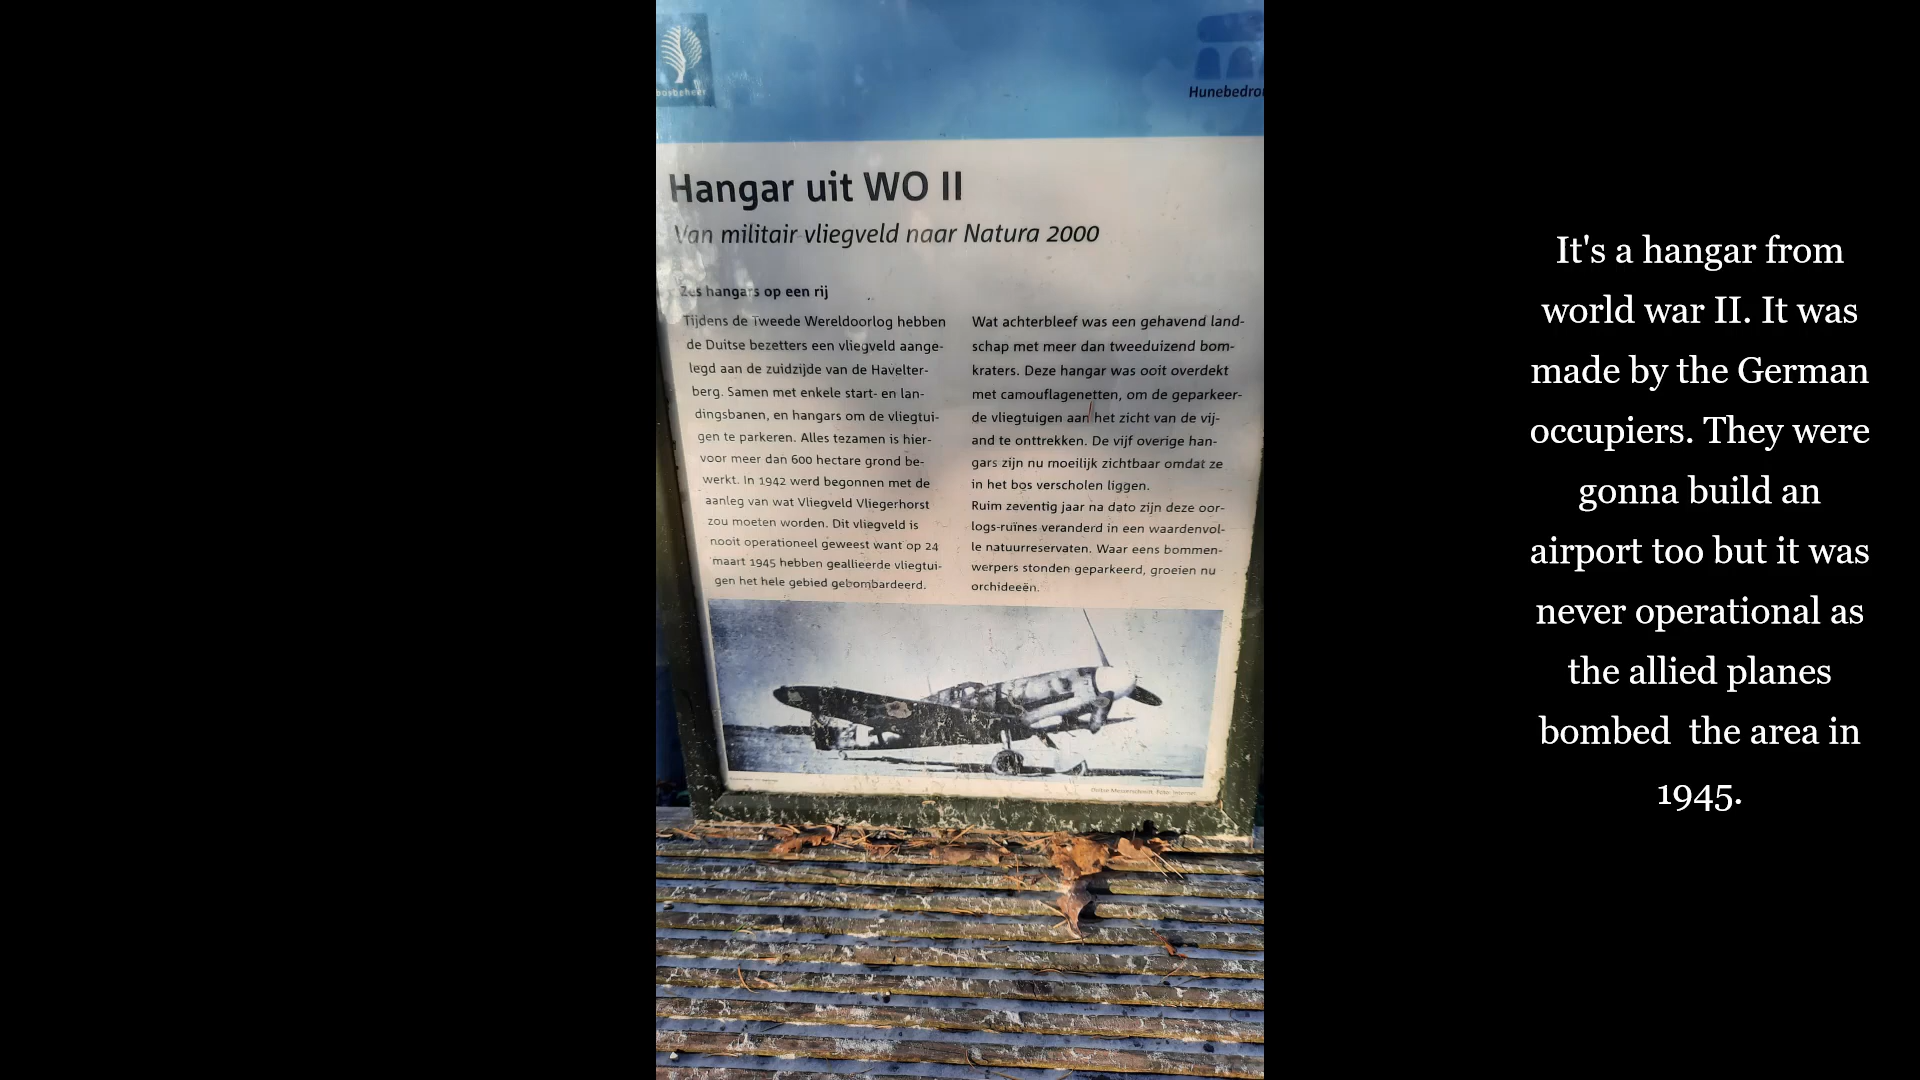 bosbeheer
Hunebedro
Hangar uit WO II
Van militair vliegveld naar Natura 2000
Zes hangars op een rij
Tijdens de Tweede Wereldoorlog hebben
de Duitse bezetters een vliegveld aange-
legd aan de zuidzijde van de Havelter-
berg. Samen met enkele start- en lan-
dingsbanen, en hangars om de vliegtui-
gen te parkeren. Alles tezamen is hier-
voor meer dan 600 hectare grond be-
werkt. In 1942 werd begonnen met de
aanleg van wat Vliegveld Vliegerhorst
zou moeten worden. Dit vliegveld is
nooit operationeel geweest want op 24
maart 1945 hebben geallieerde vliegtui-
gen het hele gebied gebombardeerd.
Wat achterbleef was een gehavend land-
schap met meer dan tweeduizend bom-
kraters. Deze hangar was ooit overdekt
met camouflagenetten, om de geparkeer-
de vliegtuigen aan het zicht van de vij-
and te onttrekken. De vijf overige han-
gars zijn nu moeilijk zichtbaar omdat ze
in het bos verscholen liggen.
Ruim zeventig jaar na dato zijn deze oor-
logs-ruïnes veranderd in een waardenvol-
le natuurreservaten. Waar eens bommen-
werpers stonden geparkeerd, groeien nu
orchideeën.
Duitse Messerschmitt. Foto: Internet
It's a hangar from
world war II. It was
made by the German
occupiers. They were
gonna build an
airport too but it was
never operational as
the allied planes
bombed  the area in
1945.